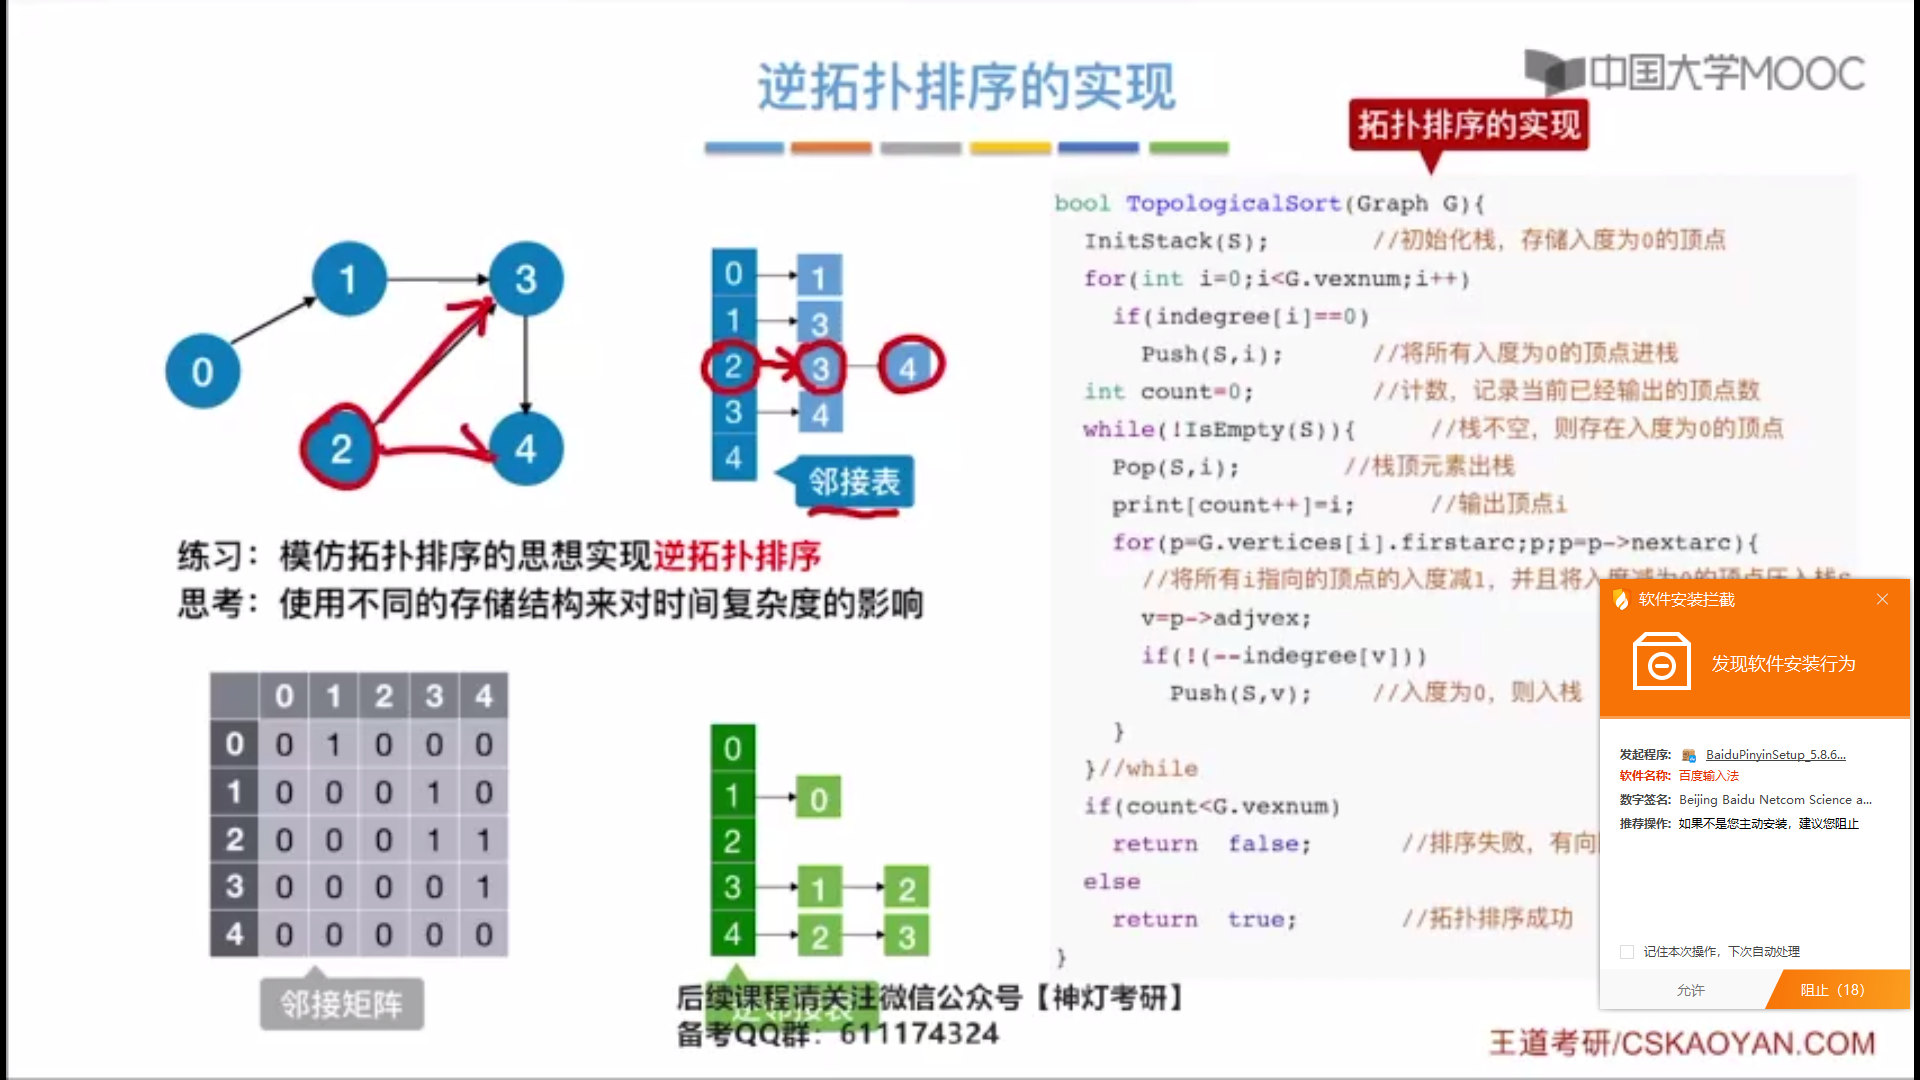 逆拓扑排序的实现
中国大学MOOC
拓扑排序的实现
bool TopologicalSort(Graph G){
InitStack(S); //初始化栈，存储入度为0的顶点
for(int i=0;i<G.vexnum;i++)
if(indegree[i]==0)
Push(S,i); //将所有入度为0的顶点进栈
int count=0; //计数，记录当前已经输出的顶点数
while(!IsEmpty(S)){ //栈不空，则存在入度为0的顶点
Pop(S,i); //栈顶元素出栈
print[count++]=i; //输出顶点i
for(p=G.vertices[i].firstarc;p;p=p->nextarc){
//将所有i指向的顶点的入度减1，并且将入度减为0的顶点压入栈S
v=p->adjvex;
if(!(--indegree[v]))
Push(S,v); //入度为0，则入栈
}
}//while
if(count<G.vexnum)
return false; //排序失败，有向
else
return true; //拓扑排序成功
}
1 3
0
2 4
0 1
1 3
2 3 4
3 4
4
邻接表
练习：模仿拓扑排序的思想实现逆拓扑排序
思考：使用不同的存储结构来对时间复杂度的影响
0 1 2 3 4
0 0 1 0 0 0
1 0 0 0 1 0
2 0 0 0 1 1
3 0 0 0 0 1
4 0 0 0 0 0
邻接矩阵
0
1 0
2
3 1 2
4 2 3
逆邻接表
后续课程请关注微信公众号【神灯考研】
备考QQ群：611174324
软件安装拦截
发现软件安装行为
发起程序: BaiduPinyinSetup_5.8.6...
软件名称: 百度输入法
数字签名: Beijing Baidu Netcom Science a...
推荐操作: 如果不是您主动安装，建议您阻止
记住本次操作，下次自动处理
允许
阻止（18）
王道考研/CSKAOYAN.COM